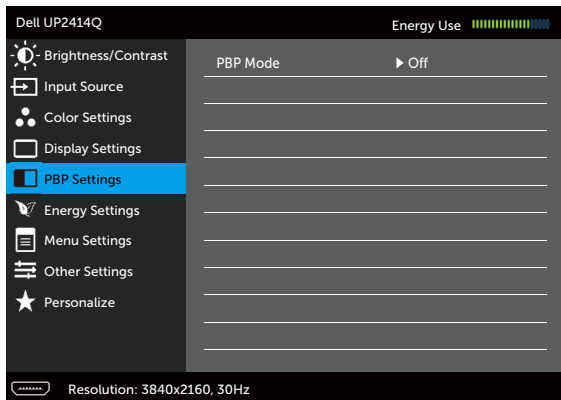 Dell UP2414Q
Energy Use
Brightness/Contrast
PBP Mode
Off
Input Source
Color Settings
Display Settings
PBP Settings
Energy Settings
Menu Settings
Other Settings
Personalize
Resolution: 3840x2160, 30Hz